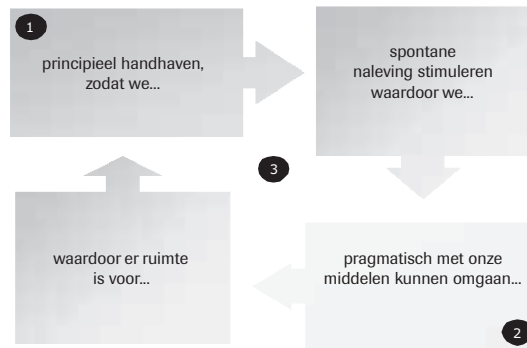 1
principieel handhaven,
zodat we...
spontane
naleving stimuleren
waardoor we...
3
waardoor er ruimte
is voor...
pragmatisch met onze
middelen kunnen omgaan...
2